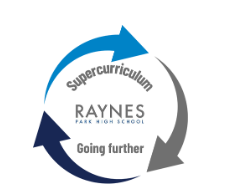 Supercurriculum
RAYNES
PARK HIGH SCHOOL
Going further